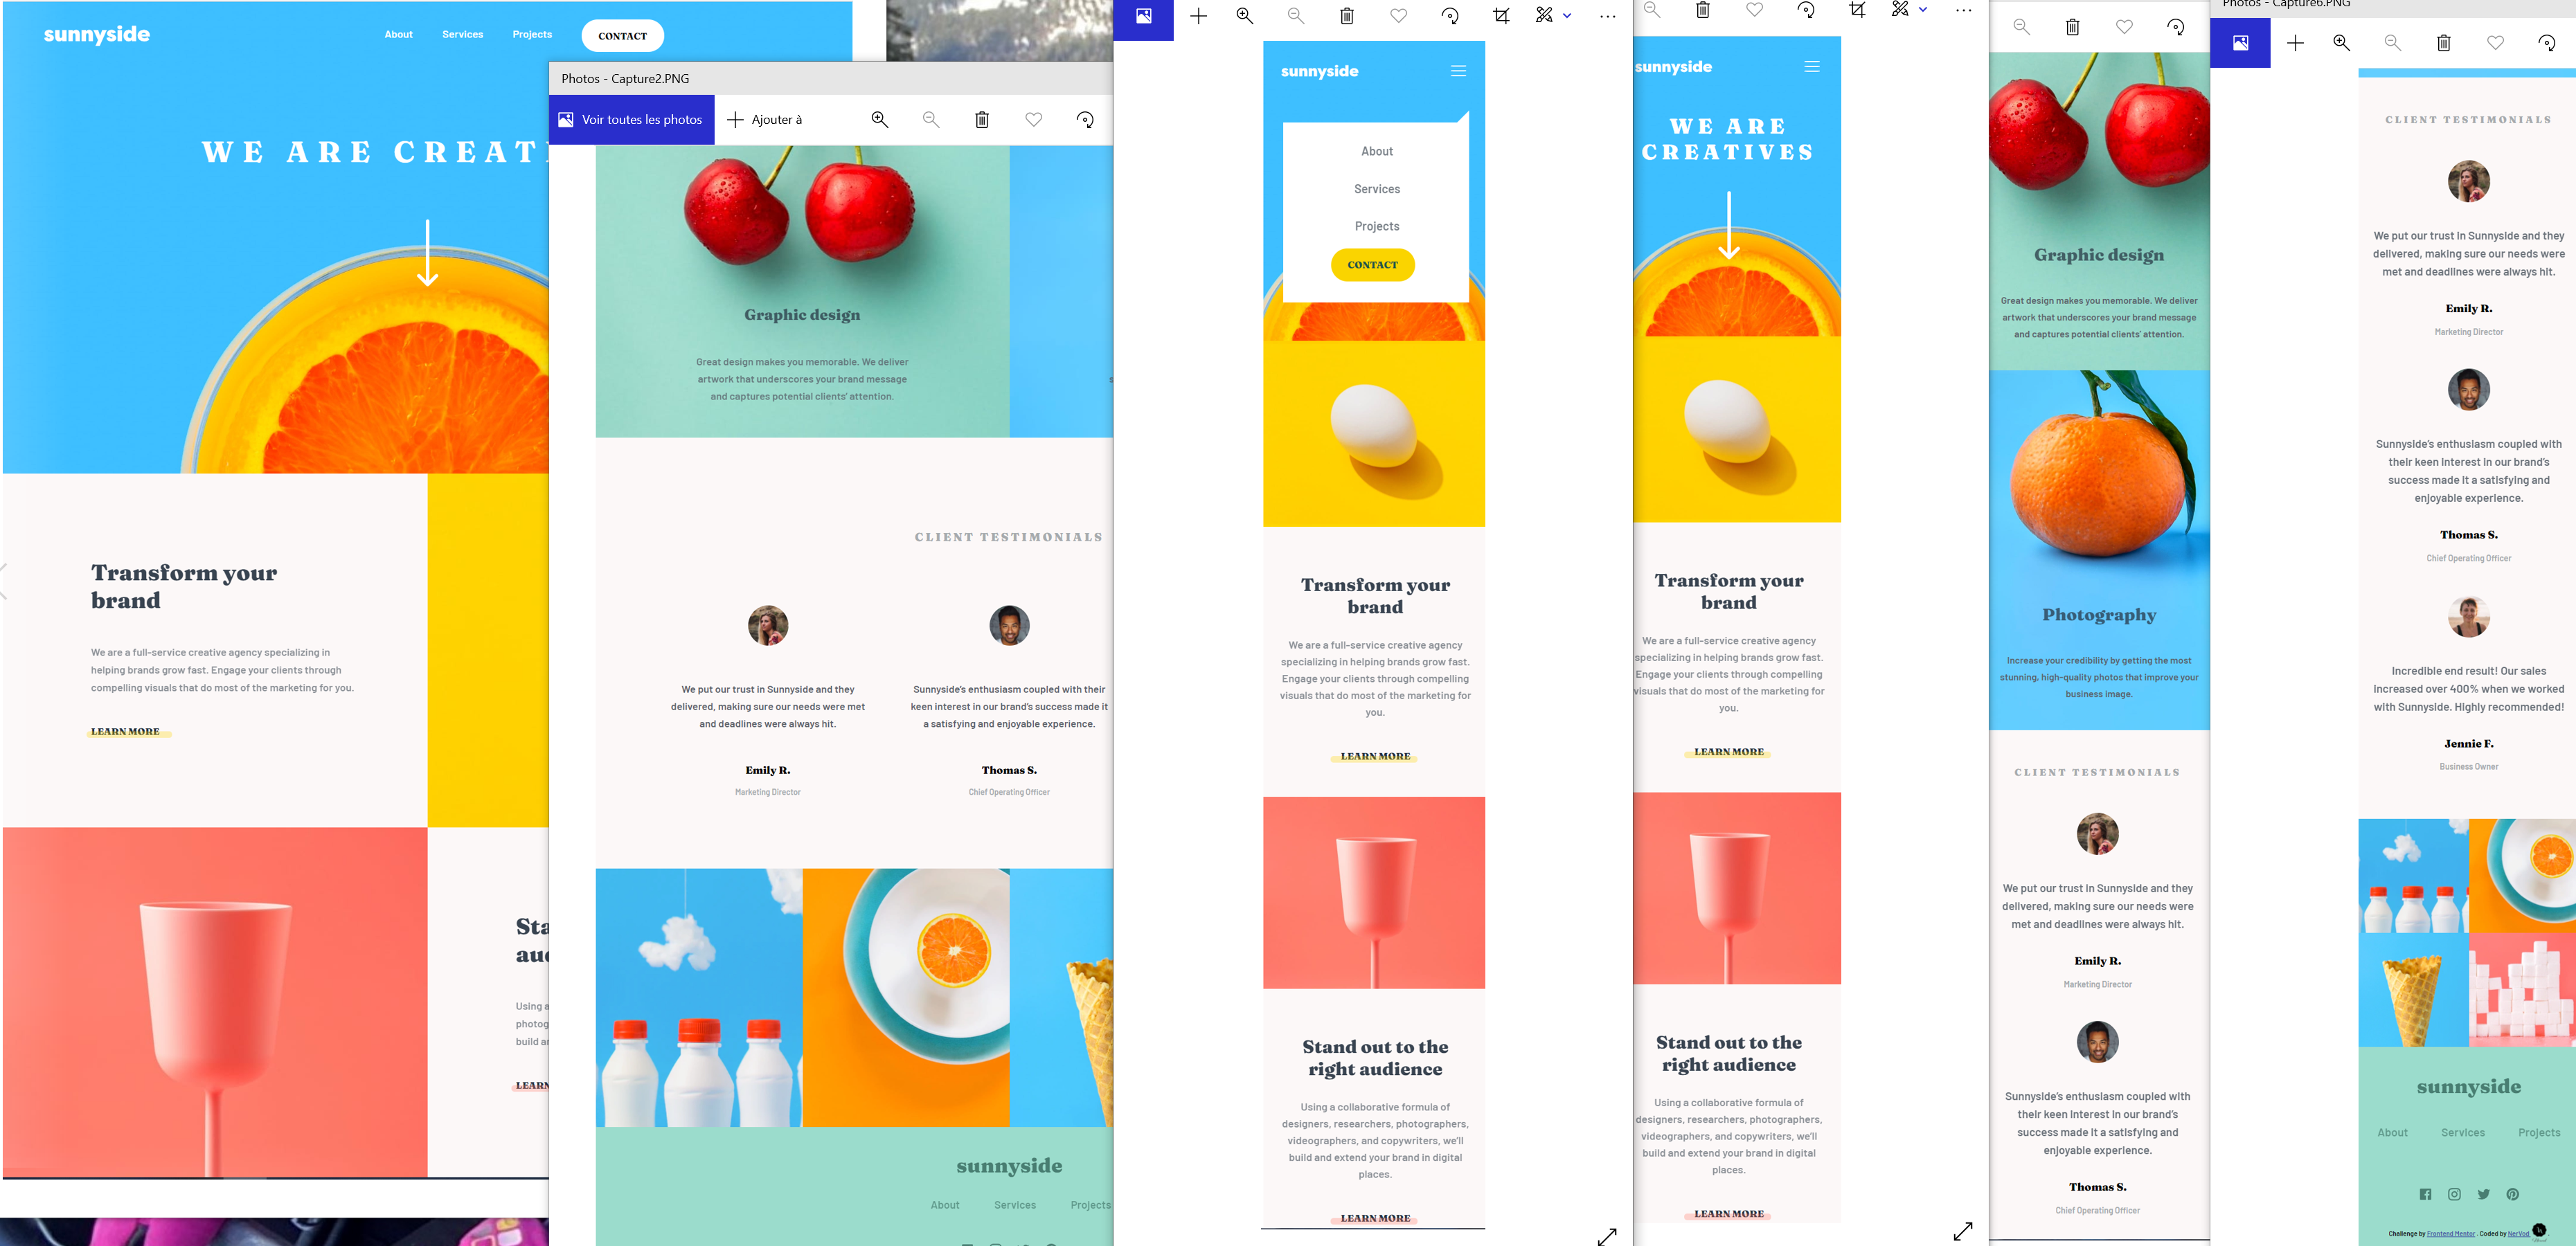 sunnyside
About Services Projects CONTACT
WE ARE CREAT
Transform your
brand
We are a full-service creative agency specializing in
helping brands grow fast. Engage your clients through
compelling visuals that do most of the marketing for you.
LEARN MORE
Sta
au
Using a
photog
build ar
LEARN
Photos - Capture2.PNG
Voir toutes les photos
Ajouter à
Graphic design
Great design makes you memorable. We deliver
artwork that underscores your brand message
and captures potential clients' attention.
s
CLIENT TESTIMONIALS
We put our trust in Sunnyside and they
delivered, making sure our needs were met
and deadlines were always hit.
Emily R.
Marketing Director
Sunnyside's enthusiasm coupled with their
keen interest in our brand's success made it
a satisfying and enjoyable experience.
Thomas S.
Chief Operating Officer
sunnyside
About Services Projects
sunnyside
About
Services
Projects
CONTACT
Transform your
brand
We are a full-service creative agency
specializing in helping brands grow fast.
Engage your clients through compelling
visuals that do most of the marketing for
you.
LEARN MORE
Stand out to the
right audience
Using a collaborative formula of
designers, researchers, photographers,
videographers, and copywriters, we'll
build and extend your brand in digital
places.
LEARN MORE
sunnyside
WE ARE
CREATIVES
Transform your
brand
We are a full-service creative agency
specializing in helping brands grow fast.
Engage your clients through compelling
visuals that do most of the marketing for
you.
LEARN MORE
Stand out to the
right audience
Using a collaborative formula of
designers, researchers, photographers,
videographers, and copywriters, we'll
build and extend your brand in digital
places.
LEARN MORE
Graphic design
Great design makes you memorable. We deliver
artwork that underscores your brand message
and captures potential clients' attention.
Photography
Increase your credibility by getting the most
stunning, high-quality photos that improve your
business image.
CLIENT TESTIMONIALS
We put our trust in Sunnyside and they
delivered, making sure our needs were
met and deadlines were always hit.
Emily R.
Marketing Director
Sunnyside's enthusiasm coupled with
their keen interest in our brand's
success made it a satisfying and
enjoyable experience.
Thomas S.
Chief Operating Officer
Photos - Capture6.PNG
CLIENT TESTIMONIALS
We put our trust in Sunnyside and they
delivered, making sure our needs were
met and deadlines were always hit.
Emily R.
Marketing Director
Sunnyside's enthusiasm coupled with
their keen interest in our brand's
success made it a satisfying and
enjoyable experience.
Thomas S.
Chief Operating Officer
Incredible end result! Our sales
increased over 400% when we worked
with Sunnyside. Highly recommended!
Jennie F.
Business Owner
sunnyside
About Services Projects
Challenge by Frontend Mentor. Coded by NerVod